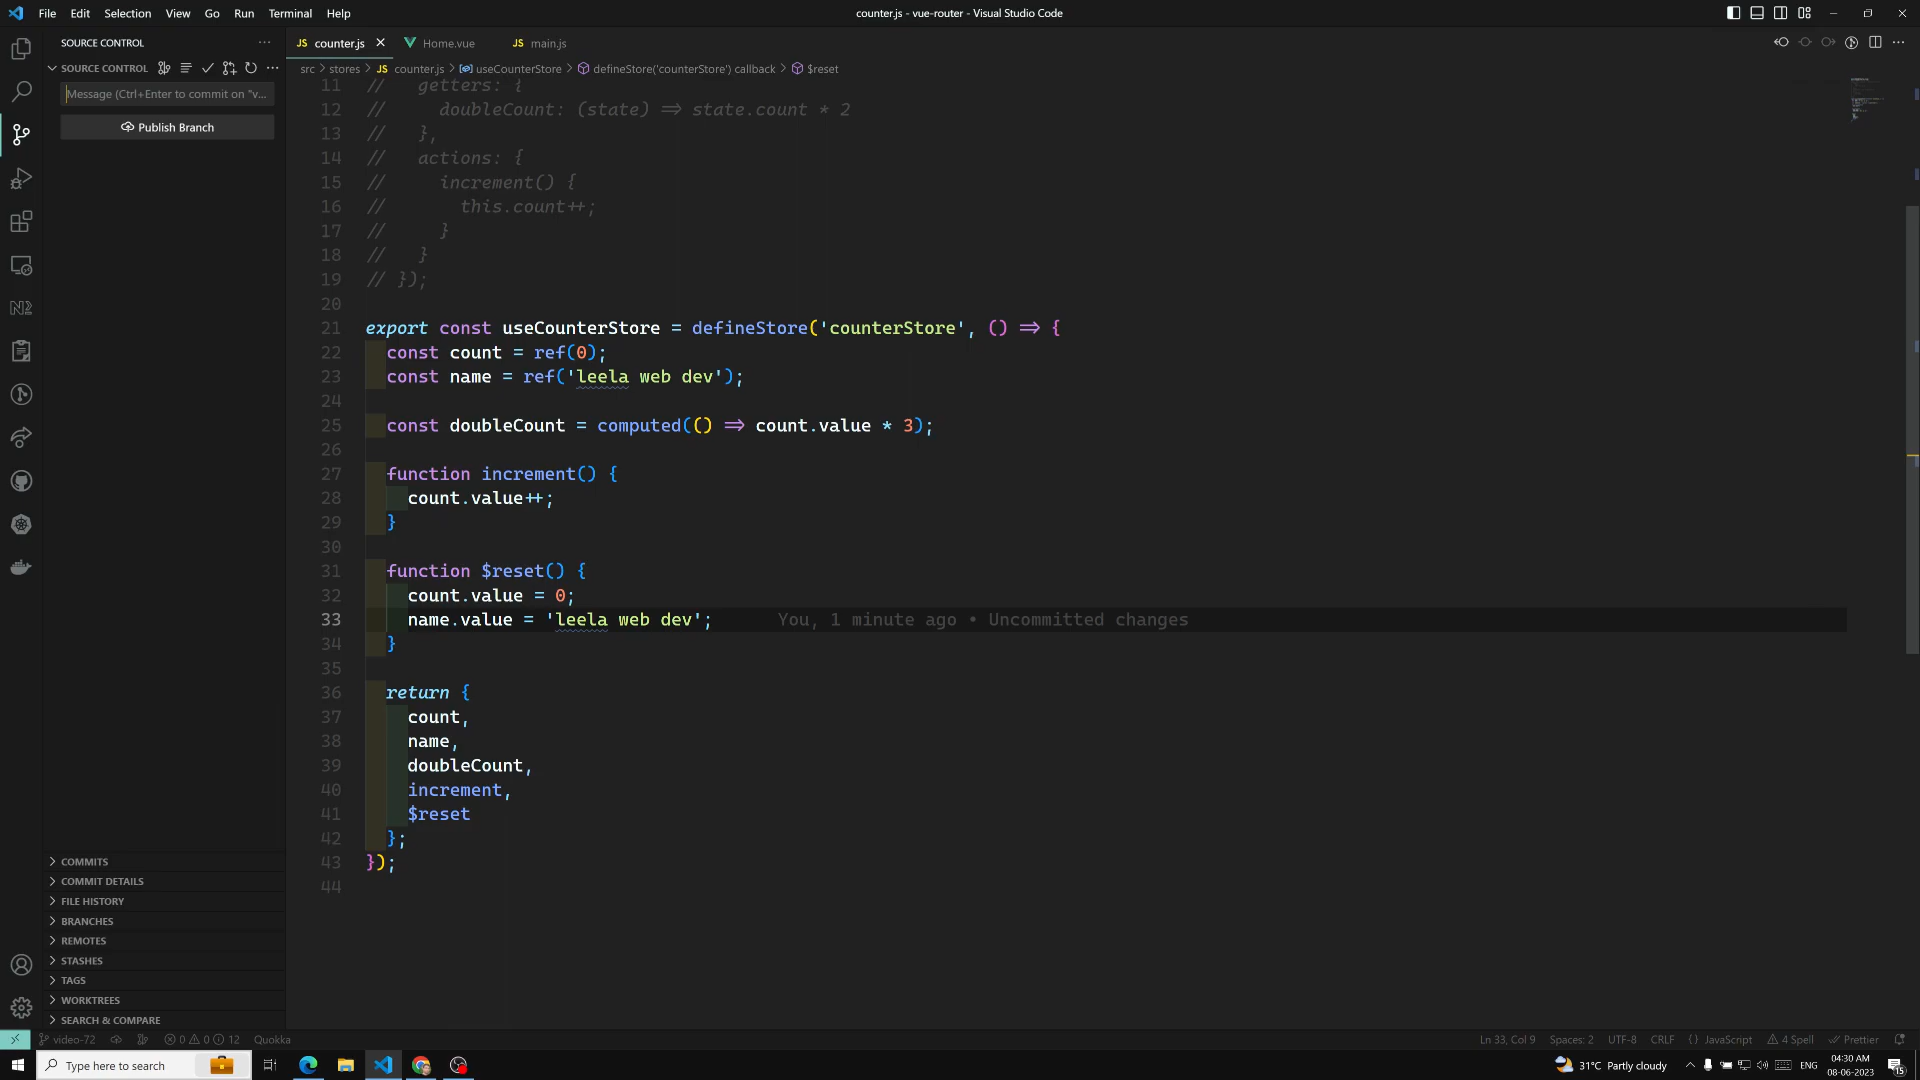 File Edit Selection View Go Run Terminal Help
counter.js - vue-router - Visual Studio Code
SOURCE CONTROL
SOURCE CONTROL
Message (Ctrl+Enter to commit on "v...
Publish Branch
COMMITS
COMMIT DETAILS
FILE HISTORY
BRANCHES
REMOTES
STASHES
TAGS
WORKTREES
SEARCH & COMPARE
JS counter.js Home.vue JS main.js
src > stores > JS counter.js > useCounterStore > defineStore('counterStore') callback > $reset
11 //   getters: {
12 //     doubleCount: (state) => state.count * 2
13 //   },
14 //   actions: {
15 //     increment() {
16 //       this.count++;
17 //     }
18 //   }
19 // });
20
21 export const useCounterStore = defineStore('counterStore', () => {
22   const count = ref(0);
23   const name = ref('leela web dev');
24
25   const doubleCount = computed(() => count.value * 3);
26
27   function increment() {
28     count.value++;
29   }
30
31   function $reset() {
32     count.value = 0;
33     name.value = 'leela web dev'; You, 1 minute ago • Uncommitted changes
34   }
35
36   return {
37     count,
38     name,
39     doubleCount,
40     increment,
41     $reset
42   };
43 });
44
video-72 0 0 12 Quokka
Ln 33, Col 9 Spaces: 2 UTF-8 CRLF {} JavaScript 4 Spell Prettier
Type here to search
31°C Partly cloudy ENG 04:30 AM
08-06-2023 15